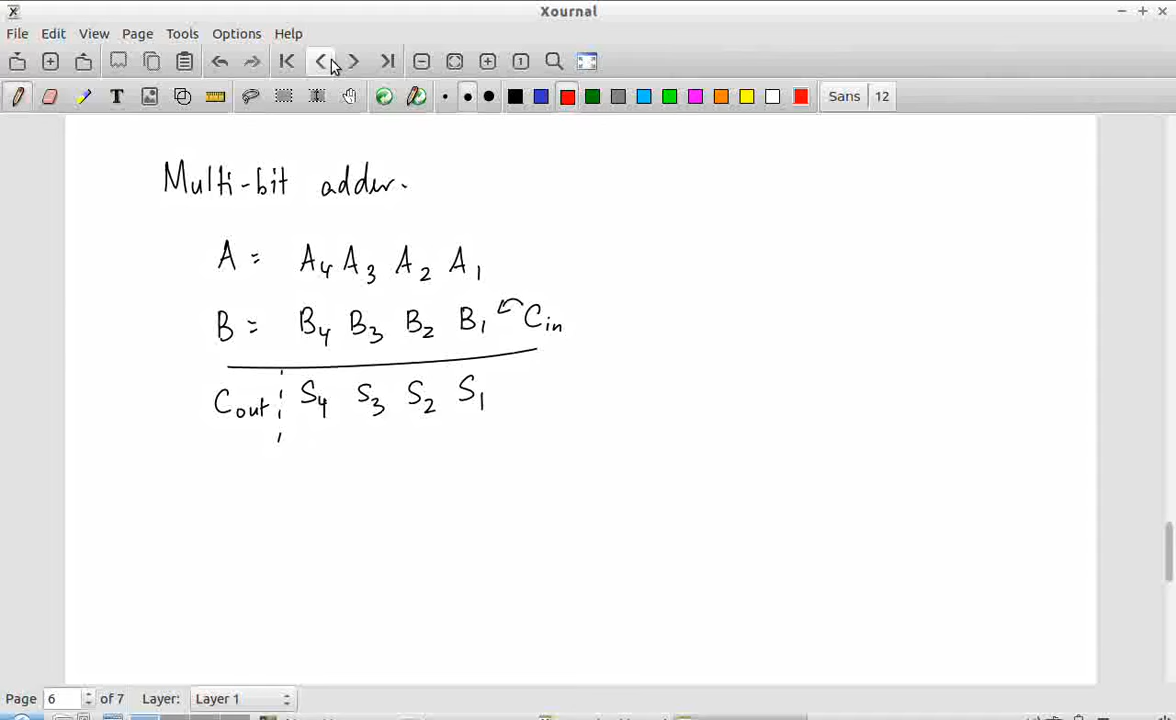 Xournal
File Edit View Page Tools Options Help
Sans 12
Multi-bit adder.
A = A₄ A₃ A₂ A₁
B = B₄ B₃ B₂ B₁ Cin
Cout S₄ S₃ S₂ S₁
Page 6 of 7 Layer: Layer 1